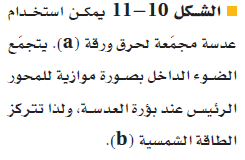 ■ الشكل 10–11 يمكن استخدام
عدسة مجمّعة لحرق ورقة (a). يتجمّع
الضوء الداخل بصورة موازية للمحور
الرئيس عند بؤرة العدسة، ولذا تتركز
الطاقة الشمسية (b).